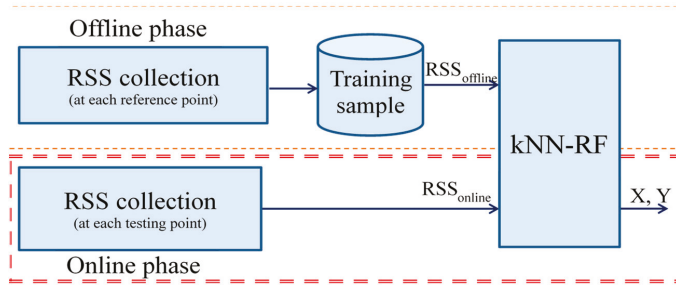 Offline phase
RSS collection
(at each reference point)
Training
sample
RSSoffline
kNN-RF
RSS collection
(at each testing point)
RSSonline
X, Y
Online phase